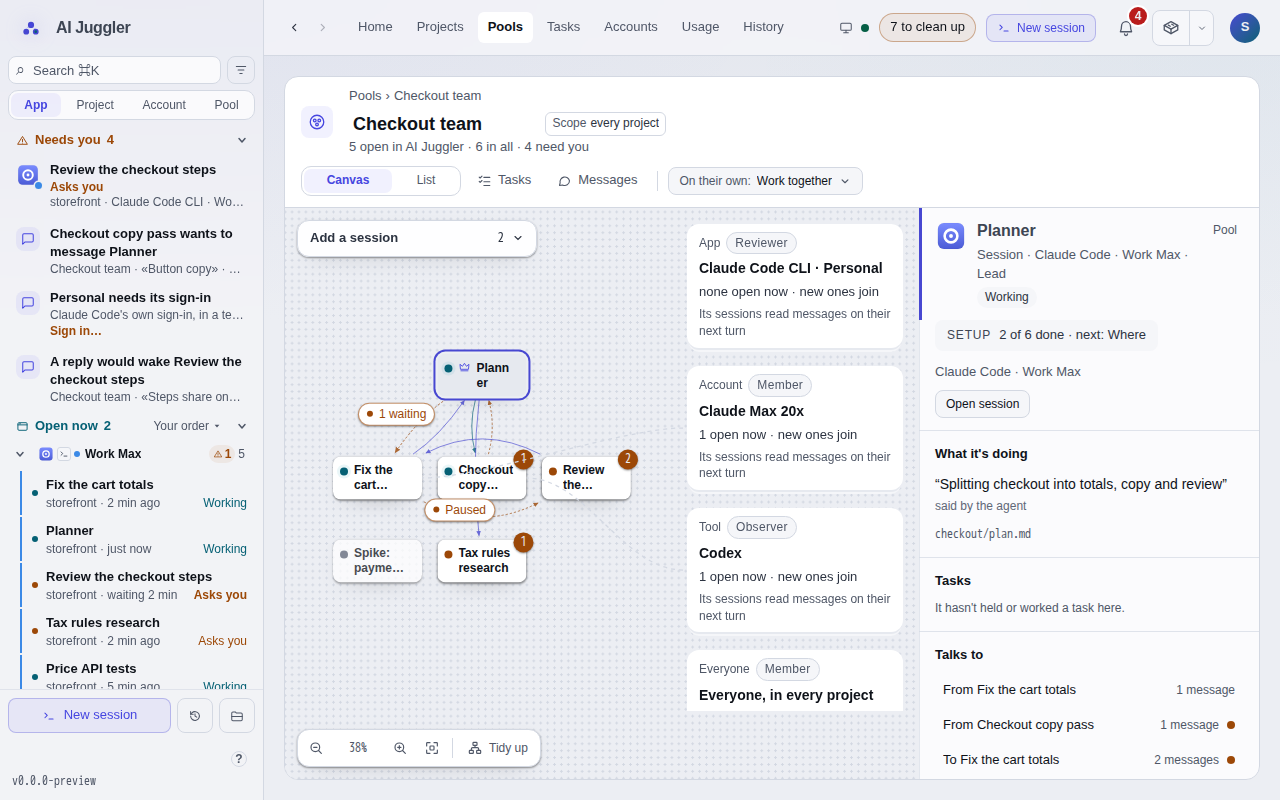 AI Juggler
Search ⌘K
App Project Account Pool
Needs you 4
Review the checkout steps
Asks you
storefront · Claude Code CLI · Wo…
Checkout copy pass wants to
message Planner
Checkout team · «Button copy» · …
Personal needs its sign-in
Claude Code's own sign-in, in a te…
Sign in…
A reply would wake Review the
checkout steps
Checkout team · «Steps share on…
Open now 2 Your order
Work Max 1 5
Fix the cart totals
storefront · 2 min ago Working
Planner
storefront · just now Working
Review the checkout steps
storefront · waiting 2 min Asks you
Tax rules research
storefront · 2 min ago Asks you
Price API tests
storefront · 5 min ago Working
New session
?
v0.0.0-preview
Home Projects Pools Tasks Accounts Usage History
7 to clean up
New session
4
S
Pools › Checkout team
Checkout team
Scope every project
5 open in AI Juggler · 6 in all · 4 need you
Canvas List Tasks Messages
On their own: Work together
Add a session 2
Planner
1 waiting
Fix the cart…
Checkout copy… 1
Review the… 2
Paused
Spike: payme…
Tax rules research 1
38% Tidy up
App Reviewer
Claude Code CLI · Personal
none open now · new ones join
Its sessions read messages on their
next turn
Account Member
Claude Max 20x
1 open now · new ones join
Its sessions read messages on their
next turn
Tool Observer
Codex
1 open now · new ones join
Its sessions read messages on their
next turn
Everyone Member
Everyone, in every project
Planner Pool
Session · Claude Code · Work Max ·
Lead
Working
SETUP 2 of 6 done · next: Where
Claude Code · Work Max
Open session
What it's doing
“Splitting checkout into totals, copy and review”
said by the agent
checkout/plan.md
Tasks
It hasn't held or worked a task here.
Talks to
From Fix the cart totals 1 message
From Checkout copy pass 1 message
To Fix the cart totals 2 messages